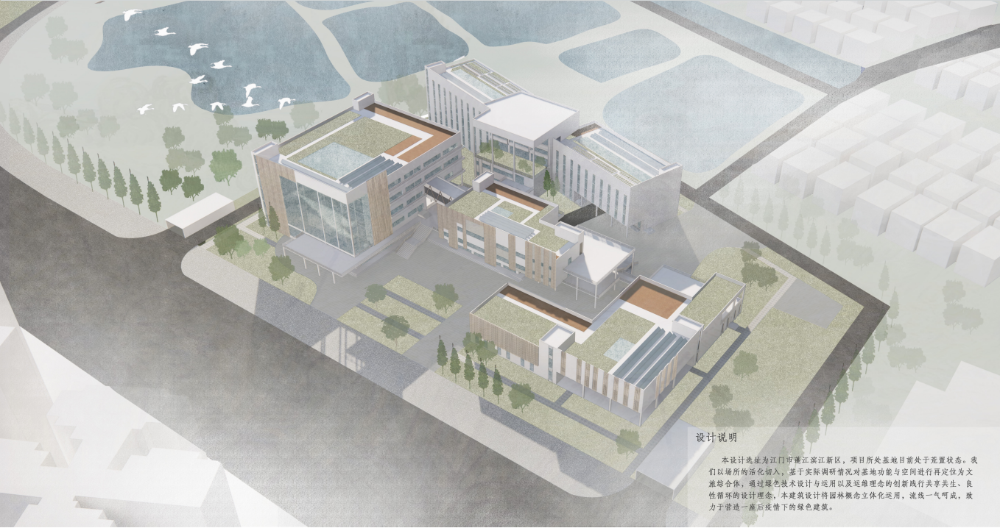 设计说明
本设计选址为江门市蓬江滨江新区，项目所处基地目前处于荒置状态。我
们以场所的活化切入，基于实际调研情况对基地功能与空间进行再定位为文
旅综合体，通过绿色技术设计与运用以及运维理念的创新践行共享共生、良
性循环的设计理念，本建筑设计将园林概念立体化运用，流线一气呵成，致
力于营造一座后疫情下的绿色建筑。